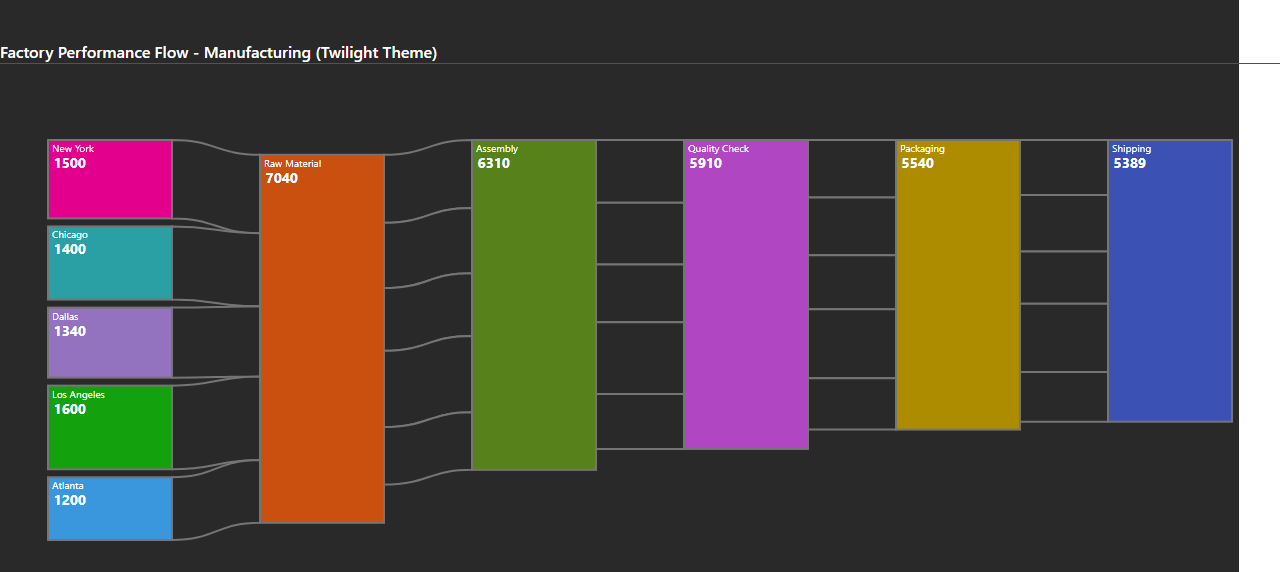 Factory Performance Flow - Manufacturing (Twilight Theme)
New York
1500
Chicago
1400
Dallas
1340
Los Angeles
1600
Atlanta
1200
Raw Material
7040
Assembly
6310
Quality Check
5910
Packaging
5540
Shipping
5389